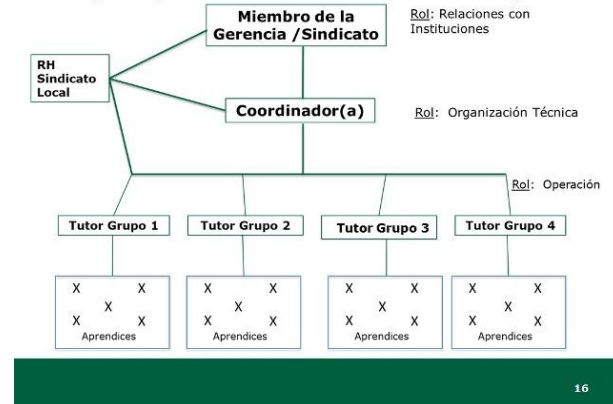 Miembro de la
Gerencia /Sindicato
Rol: Relaciones con
Instituciones
RH
Sindicato
Local
Coordinador(a)
Rol: Organización Técnica
Rol: Operación
Tutor Grupo 1
Tutor Grupo 2
Tutor Grupo 3
Tutor Grupo 4
X X
X
X X
Aprendices
X X
X
X X
Aprendices
X X
X
X X
Aprendices
X X
X
X X
Aprendices
16